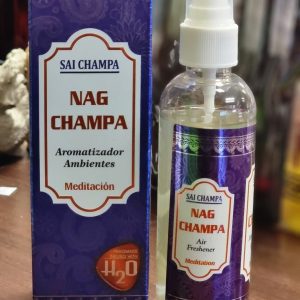 SAI CHAMPA
NAG
CHAMPA
Aromatizador
Ambientes
Meditación
H2O
SAI CHAMPA
NAG
CHAMPA
Air
Freshener
Meditation